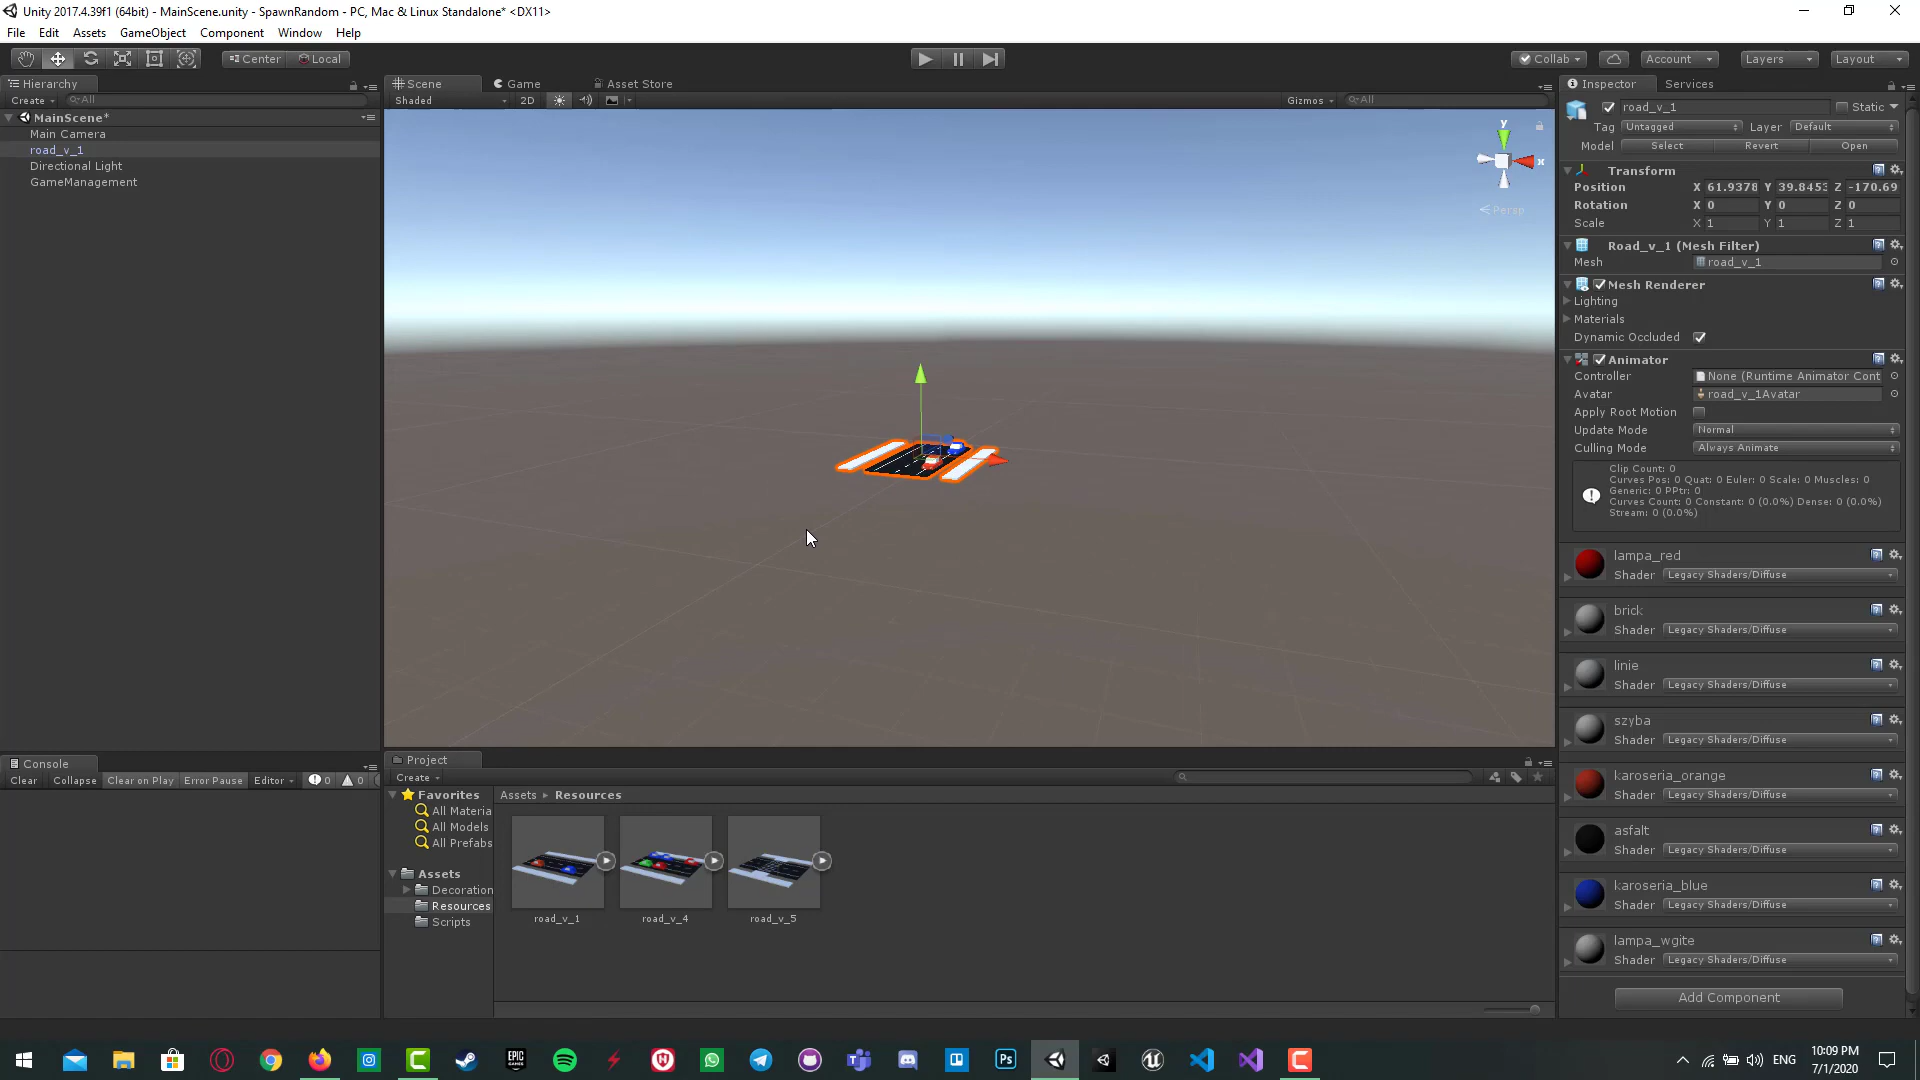 Unity 2017.4.39f1 (64bit) - MainScene.unity - SpawnRandom - PC, Mac & Linux Standalone* <DX11>
File Edit Assets GameObject Component Window Help
Center Local Collab Account Layers Layout
Hierarchy
Create All
MainScene*
Main Camera
road_v_1
Directional Light
GameManagement
Scene Game Asset Store
Shaded 2D Gizmos All
y
x
Persp
Inspector Services
road_v_1 Static
Tag Untagged Layer Default
Model Select Revert Open
Transform
Position X 61.9378 Y 39.8453 Z -170.69
Rotation X 0 Y 0 Z 0
Scale X 1 Y 1 Z 1
Road_v_1 (Mesh Filter)
Mesh road_v_1
Mesh Renderer
Lighting
Materials
Dynamic Occluded
Animator
Controller None (Runtime Animator Cont
Avatar road_v_1Avatar
Apply Root Motion
Update Mode Normal
Culling Mode Always Animate
Clip Count: 0
Curves Pos: 0 Quat: 0 Euler: 0 Scale: 0 Muscles: 0
Generic: 0 PPtr: 0
Curves Count: 0 Constant: 0 (0.0%) Dense: 0 (0.0%)
Stream: 0 (0.0%)
lampa_red
Shader Legacy Shaders/Diffuse
brick
Shader Legacy Shaders/Diffuse
linie
Shader Legacy Shaders/Diffuse
szyba
Shader Legacy Shaders/Diffuse
karoseria_orange
Shader Legacy Shaders/Diffuse
asfalt
Shader Legacy Shaders/Diffuse
karoseria_blue
Shader Legacy Shaders/Diffuse
lampa_wgite
Shader Legacy Shaders/Diffuse
Add Component
Console
Clear Collapse Clear on Play Error Pause Editor 0 0
Project
Create
Favorites
All Materia
All Models
All Prefabs
Assets
Decoration
Resources
Scripts
Assets Resources
road_v_1 road_v_4 road_v_5
EPIC GAMES
Ps
ENG
10:09 PM
7/1/2020